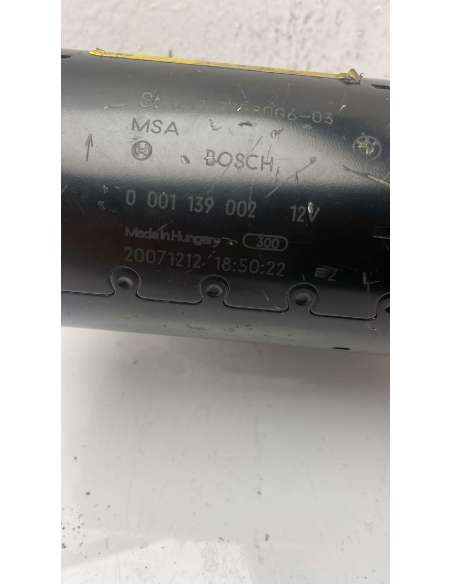 MSA
BOSCH
0 001 139 002 12V
Made in Hungary 300
20071212 18:50:22